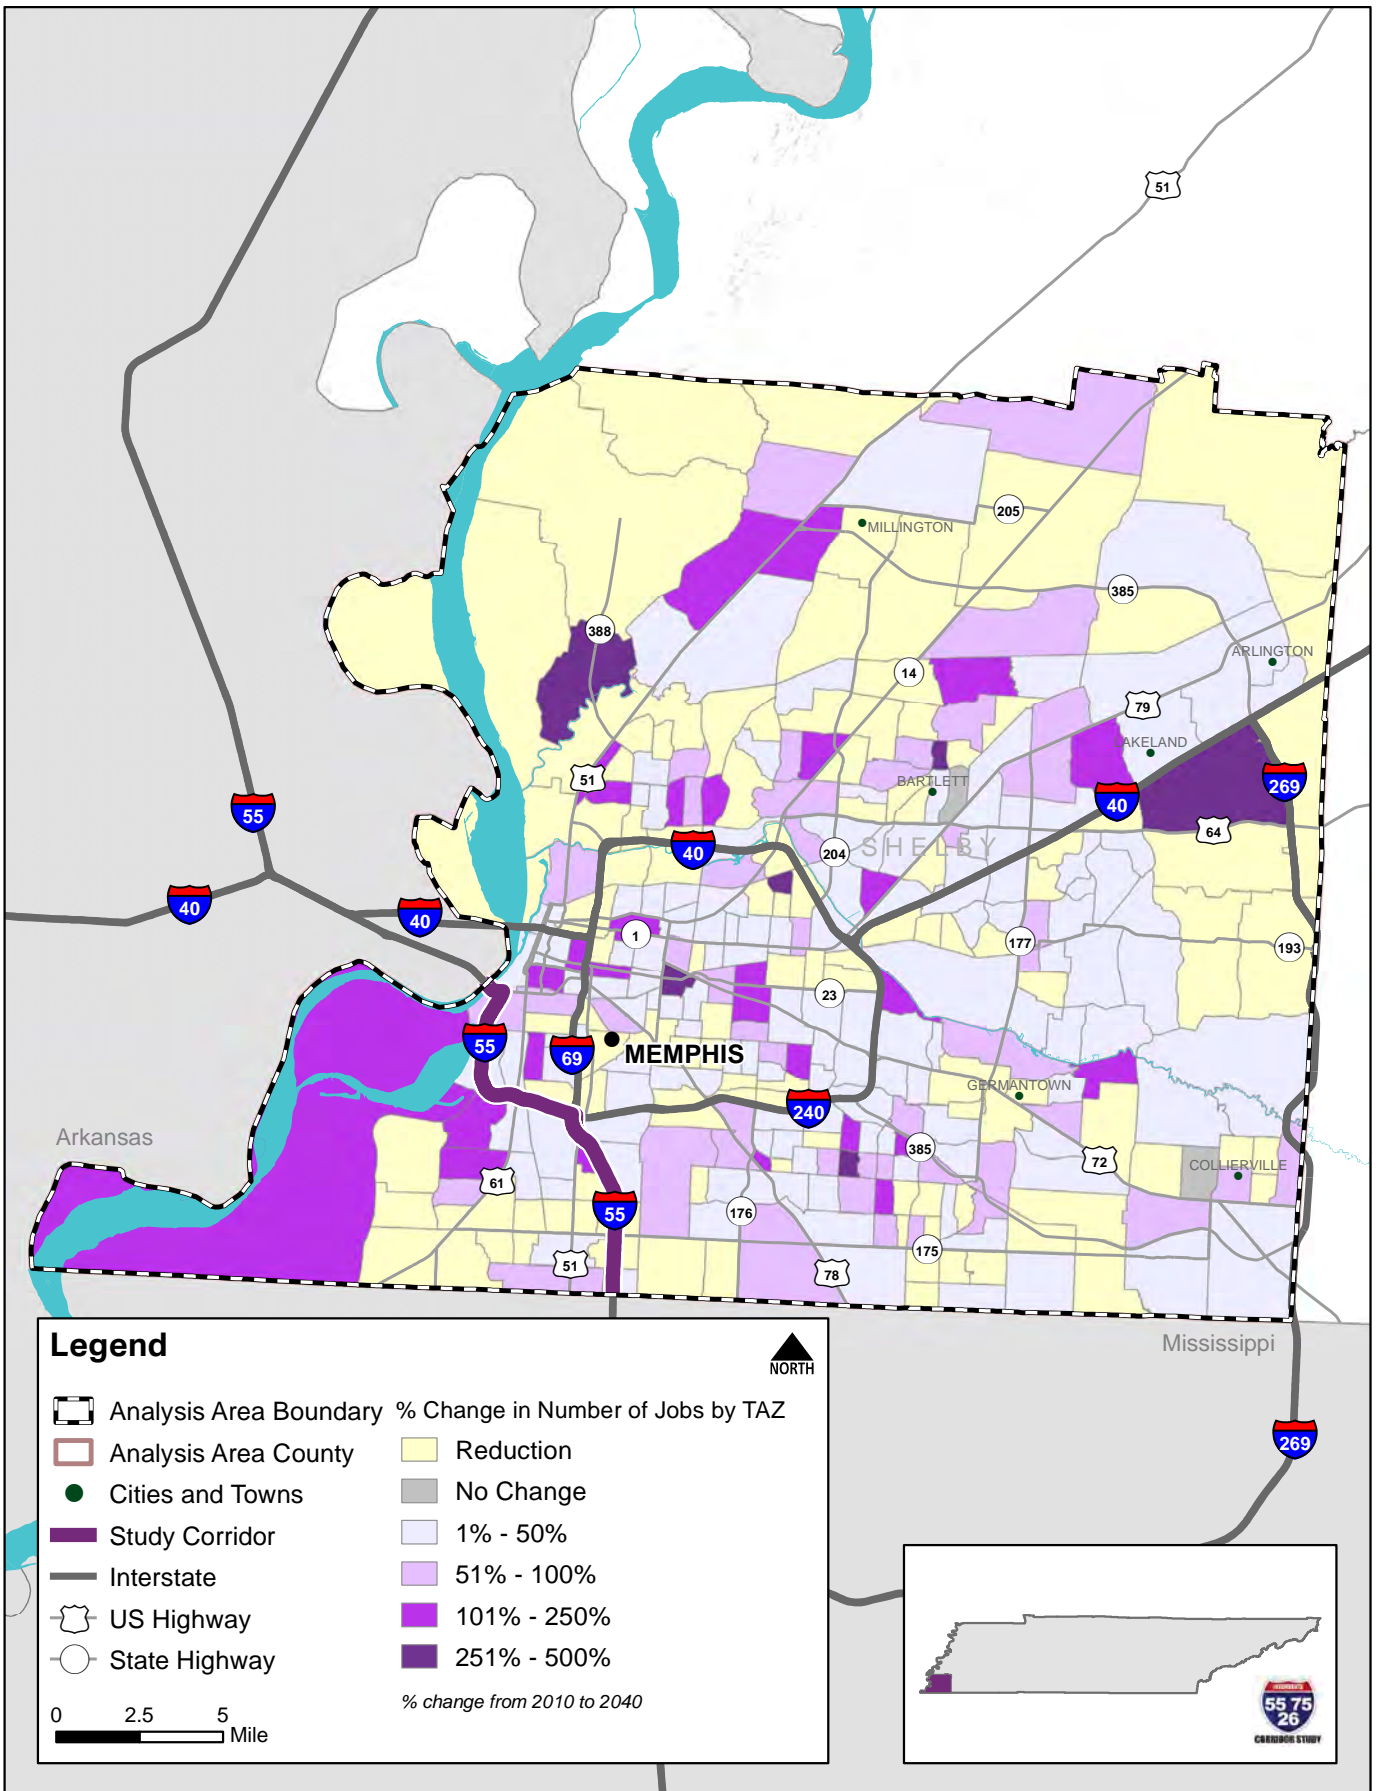 51
205
MILLINGTON
385
388
ARLINGTON
14
79
LAKELAND
51
BARTLETT
269
55
40
64
40
204
SHELBY
40
40
1
177
193
23
55
69
MEMPHIS
GERMANTOWN
240
Arkansas
385
72
COLLIERVILLE
61
55
176
175
51
78
Mississippi
269
Legend
NORTH
Analysis Area Boundary
Analysis Area County
Cities and Towns
Study Corridor
Interstate
US Highway
State Highway
0 2.5 5
Mile
% Change in Number of Jobs by TAZ
Reduction
No Change
1% - 50%
51% - 100%
101% - 250%
251% - 500%
% change from 2010 to 2040
55 75
26
CORRIDOR STUDY